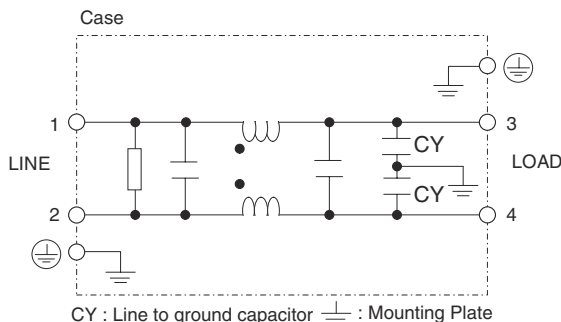 Case
1
3
CY
LINE
LOAD
CY
2
4
CY : Line to ground capacitor : Mounting Plate